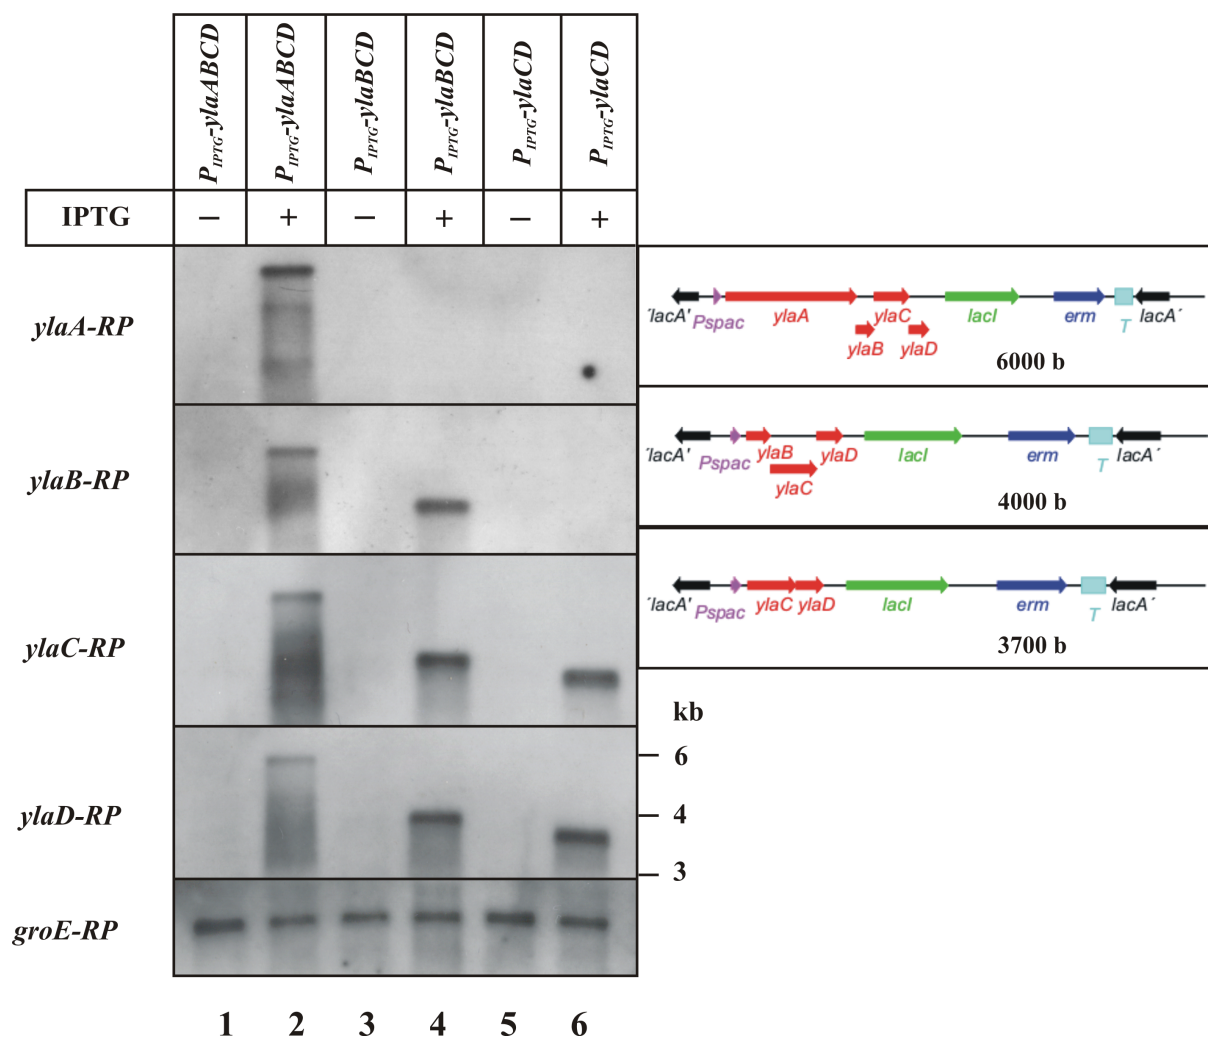 P_IPTG-ylaABCD P_IPTG-ylaABCD P_IPTG-ylaBCD P_IPTG-ylaBCD P_IPTG-ylaCD P_IPTG-ylaCD
IPTG − + − + − +
ylaA-RP
´lacA' Pspac ylaA ylaC lacI erm T lacA´
ylaB ylaD
6000 b
ylaB-RP
´lacA' Pspac ylaB ylaD lacI erm T lacA´
ylaC
4000 b
ylaC-RP
´lacA' Pspac ylaC ylaD lacI erm T lacA´
3700 b
kb
6
ylaD-RP
4
3
groE-RP
1 2 3 4 5 6